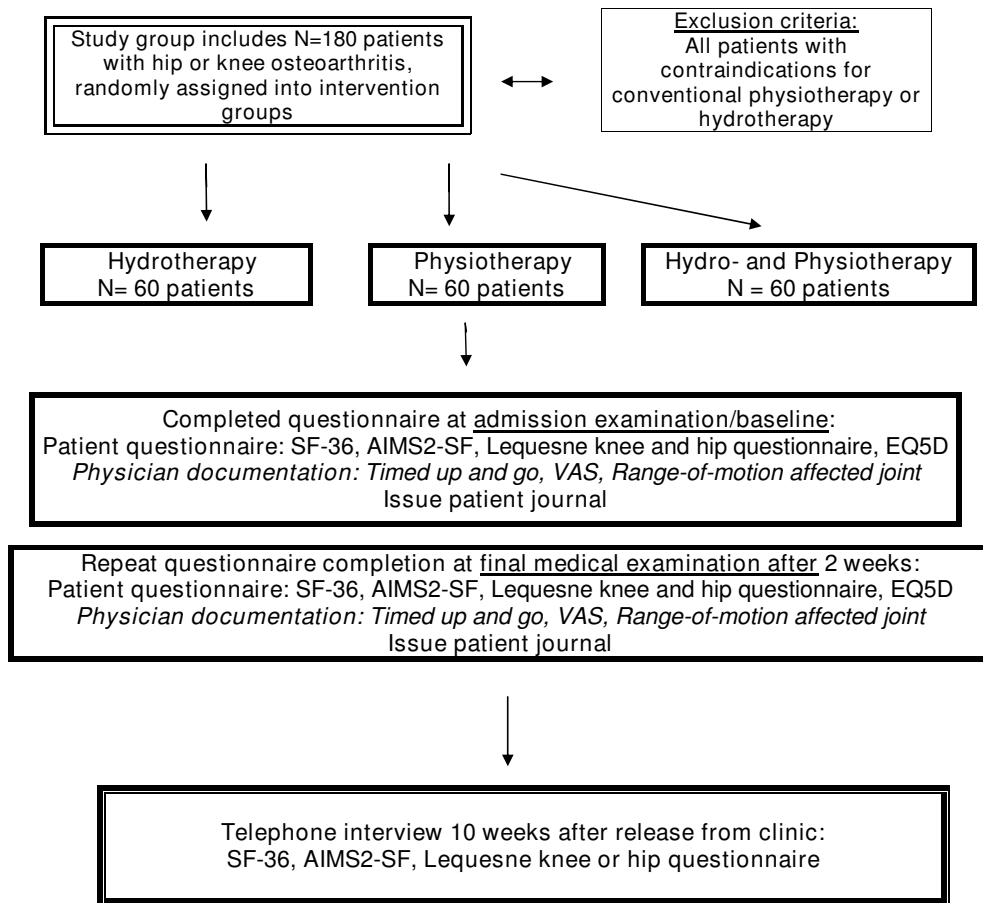 Study group includes N=180 patients
with hip or knee osteoarthritis,
randomly assigned into intervention
groups
Exclusion criteria:
All patients with
contraindications for
conventional physiotherapy or
hydrotherapy
Hydrotherapy
N= 60 patients
Physiotherapy
N= 60 patients
Hydro- and Physiotherapy
N = 60 patients
Completed questionnaire at admission examination/baseline:
Patient questionnaire: SF-36, AIMS2-SF, Lequesne knee and hip questionnaire, EQ5D
Physician documentation: Timed up and go, VAS, Range-of-motion affected joint
Issue patient journal
Repeat questionnaire completion at final medical examination after 2 weeks:
Patient questionnaire: SF-36, AIMS2-SF, Lequesne knee and hip questionnaire, EQ5D
Physician documentation: Timed up and go, VAS, Range-of-motion affected joint
Issue patient journal
Telephone interview 10 weeks after release from clinic:
SF-36, AIMS2-SF, Lequesne knee or hip questionnaire